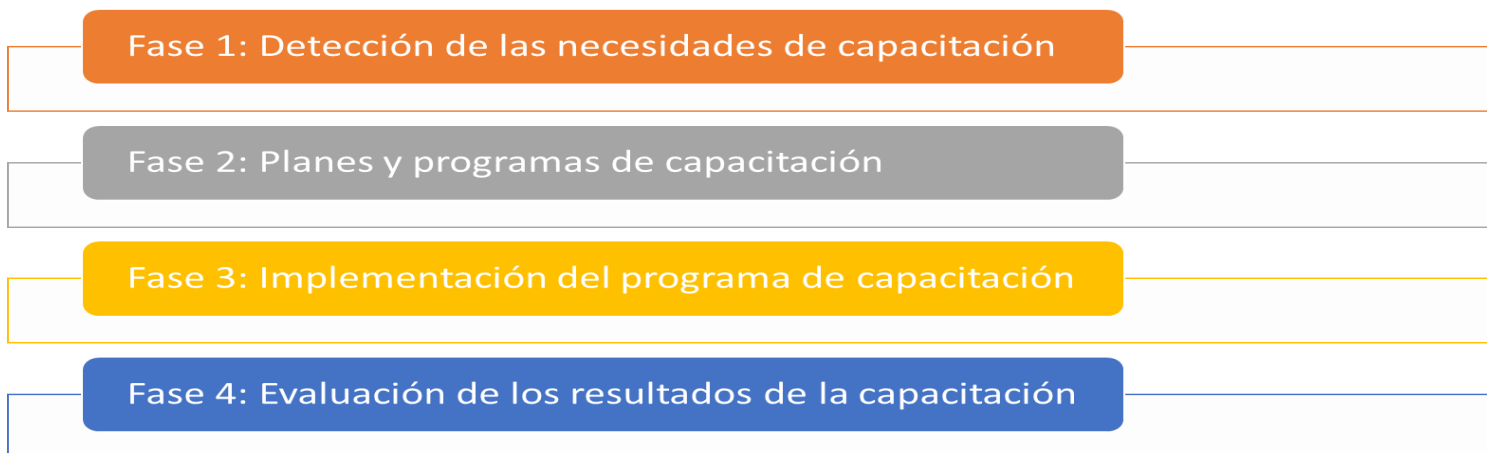 Fase 1: Detección de las necesidades de capacitación
Fase 2: Planes y programas de capacitación
Fase 3: Implementación del programa de capacitación
Fase 4: Evaluación de los resultados de la capacitación